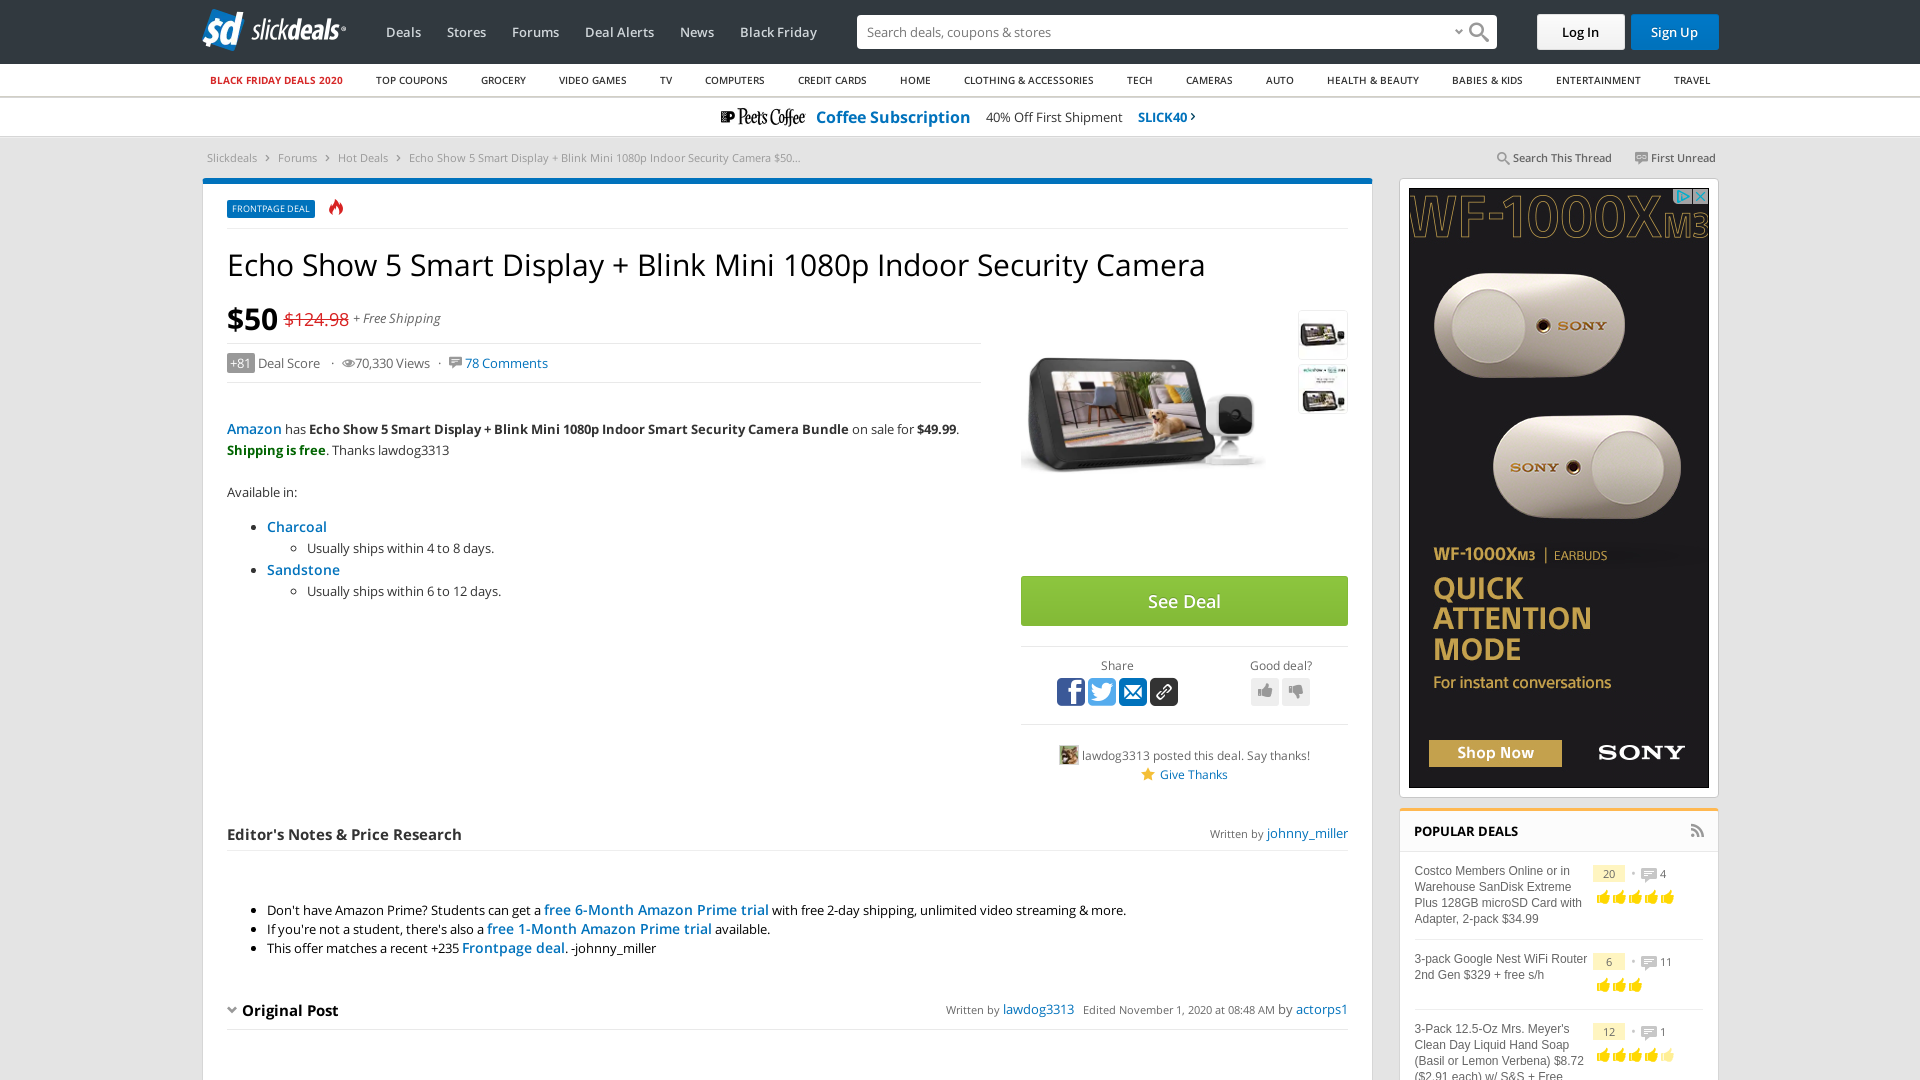 sd slickdeals
Deals Stores Forums Deal Alerts News Black Friday
Search deals, coupons & shops
Log In Sign Up
BLACK FRIDAY DEALS 2020 TOP COUPONS GROCERY VIDEO GAMES TV COMPUTERS CREDIT CARDS HOME CLOTHING & ACCESSORIES TECH CAMERAS AUTO HEALTH & BEAUTY BABIES & KIDS ENTERTAINMENT TRAVEL
Peet's Coffee Coffee Subscription 40% Off First Shipment SLICK40
Slickdeals Forums Hot Deals Echo Show 5 Smart Display + Blink Mini 1080p Indoor Security Camera $50...
Search This Thread First Unread
FRONTPAGE DEAL
Echo Show 5 Smart Display + Blink Mini 1080p Indoor Security Camera
$50 $124.98 + Free Shipping
+81 Deal Score · 70,330 Views · 78 Comments
Amazon has Echo Show 5 Smart Display + Blink Mini 1080p Indoor Smart Security Camera Bundle on sale for $49.99.
Shipping is free. Thanks lawdog3313
Available in:
Charcoal
Usually ships within 4 to 8 days.
Sandstone
Usually ships within 6 to 12 days.
See Deal
Share
Good deal?
lawdog3313 posted this deal. Say thanks!
Give Thanks
Editor's Notes & Price Research
Written by johnny_miller
Don't have Amazon Prime? Students can get a free 6-Month Amazon Prime trial with free 2-day shipping, unlimited video streaming & more.
If you're not a student, there's also a free 1-Month Amazon Prime trial available.
This offer matches a recent +235 Frontpage deal. -johnny_miller
Original Post
Written by lawdog3313 Edited November 1, 2020 at 08:48 AM by actorps1
WF-1000XM3
SONY
SONY
WF-1000XM3 | EARBUDS
QUICK
ATTENTION
MODE
For instant conversations
Shop Now
SONY
POPULAR DEALS
Costco Members Online or in
Warehouse SanDisk Extreme
Plus 128GB microSD Card with
Adapter, 2-pack $34.99
20 • 4
3-pack Google Nest WiFi Router
2nd Gen $329 + free s/h
6 • 11
3-Pack 12.5-Oz Mrs. Meyer's
Clean Day Liquid Hand Soap
(Basil or Lemon Verbena) $8.72
($2.91 each) w/ S&S + Free
12 • 1